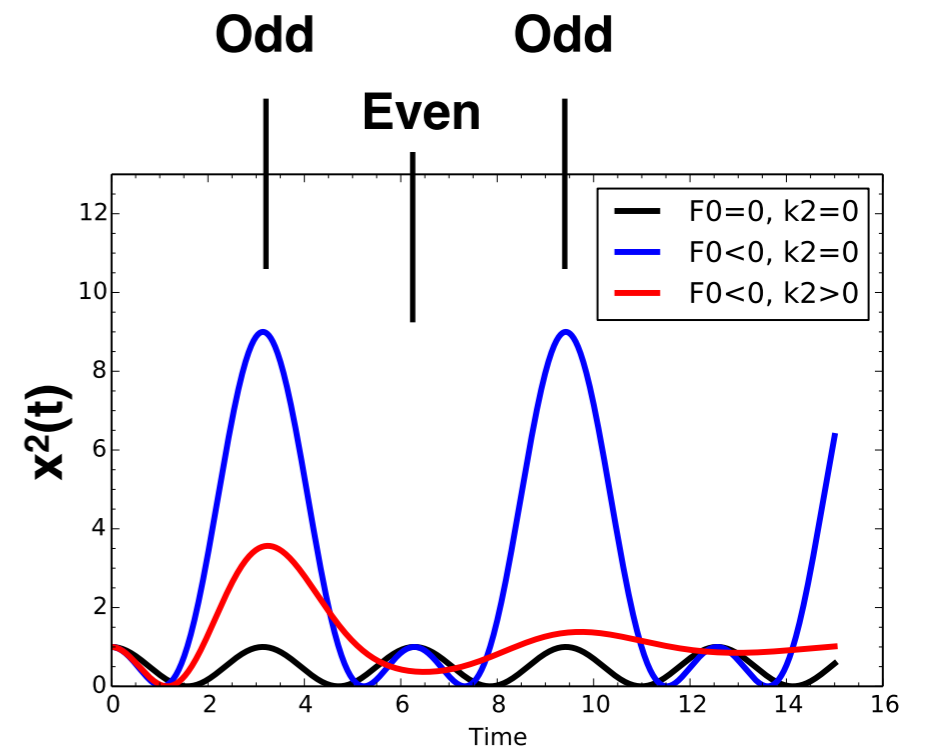 Odd Odd
Even
F0=0, k2=0
F0<0, k2=0
F0<0, k2>0
x²(t)
12
10
8
6
4
2
0
0 2 4 6 8 10 12 14 16
Time